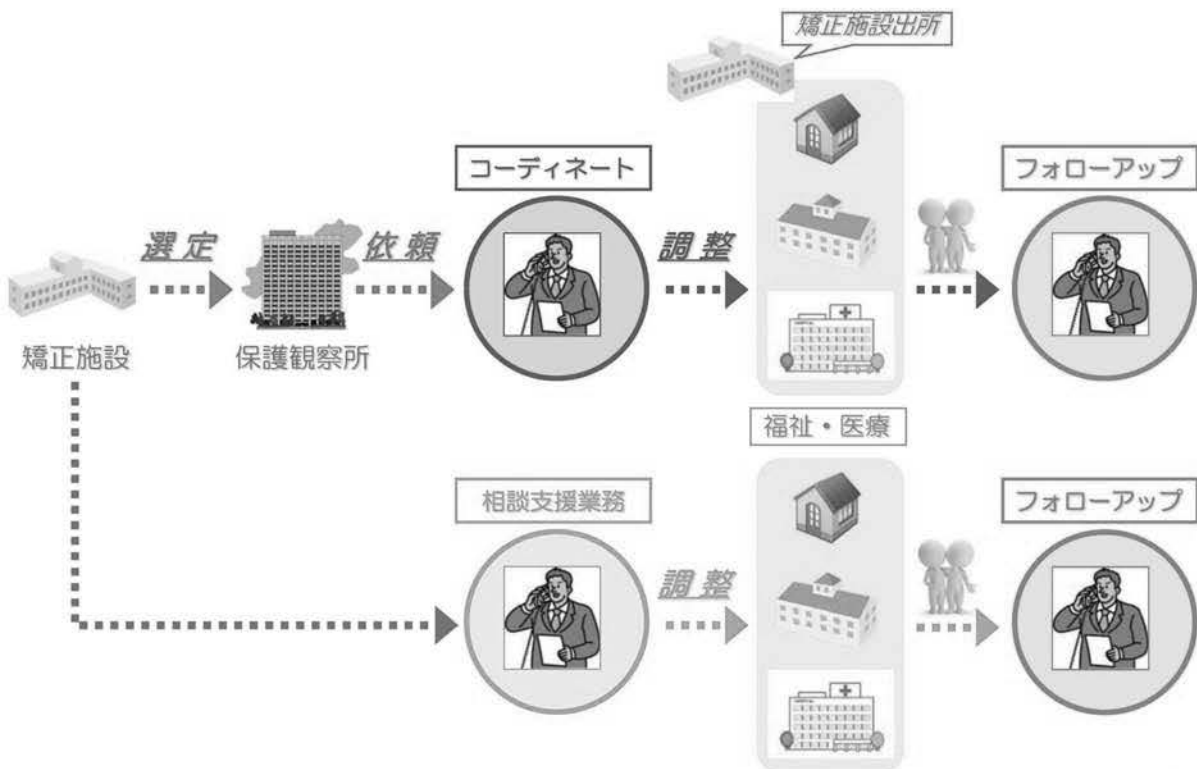 矯正施設出所
コーディネート
フォローアップ
選定
依頼
調整
矯正施設
保護観察所
福祉・医療
相談支援業務
フォローアップ
調整